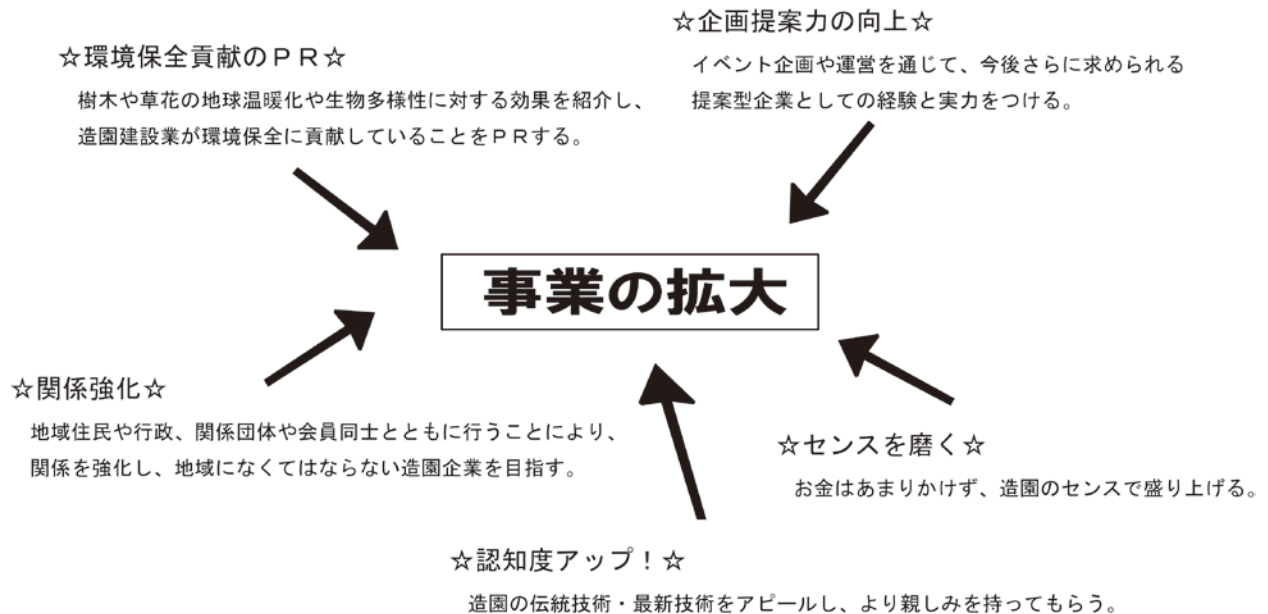 ☆企画提案力の向上☆
イベント企画や運営を通じて、今後さらに求められる
提案型企業としての経験と実力をつける。
☆環境保全貢献のＰＲ☆
樹木や草花の地球温暖化や生物多様性に対する効果を紹介し、
造園建設業が環境保全に貢献していることをＰＲする。
事業の拡大
☆関係強化☆
地域住民や行政、関係団体や会員同士とともに行うことにより、
関係を強化し、地域になくてはならない造園企業を目指す。
☆センスを磨く☆
お金はあまりかけず、造園のセンスで盛り上げる。
☆認知度アップ！☆
造園の伝統技術・最新技術をアピールし、より親しみを持ってもらう。